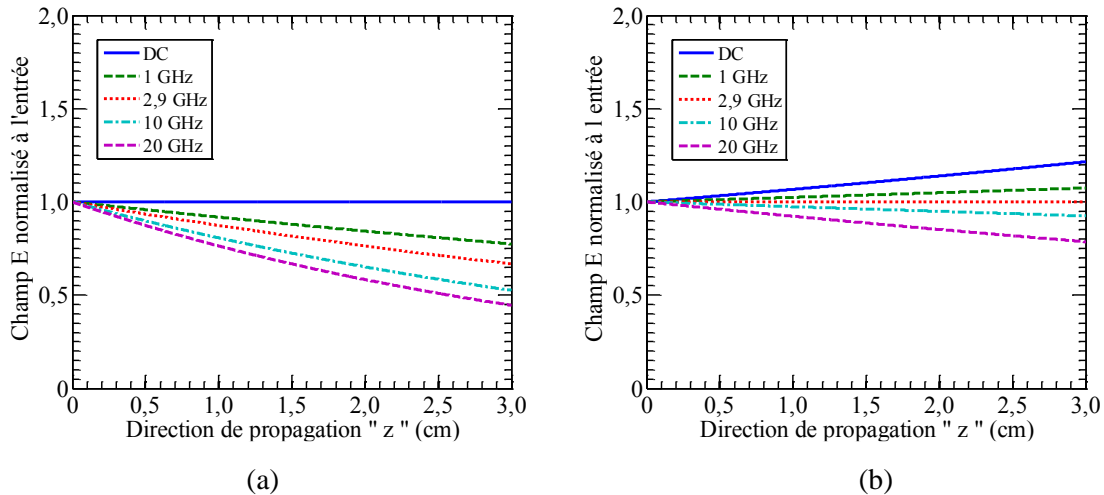 2,0
1,5
1,0
0,5
0
Champ E normalisé à l'entrée
DC
1 GHz
2,9 GHz
10 GHz
20 GHz
0 0,5 1,0 1,5 2,0 2,5 3,0
Direction de propagation " z " (cm)
(a)
2,0
1,5
1,0
0,5
0
Champ E normalisé à l entrée
DC
1 GHz
2,9 GHz
10 GHz
20 GHz
0 0,5 1,0 1,5 2,0 2,5 3,0
Direction de propagation " z " (cm)
(b)